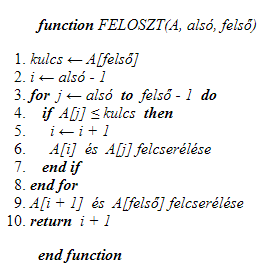 function FELOSZT(A, alsó, felső)
1. kulcs ← A[felső]
2. i ← alsó - 1
3. for j ← alsó to felső - 1 do
4. if A[j] ≤ kulcs then
5. i ← i + 1
6. A[i] és A[j] felcserélése
7. end if
8. end for
9. A[i + 1] és A[felső] felcserélése
10. return i + 1
end function